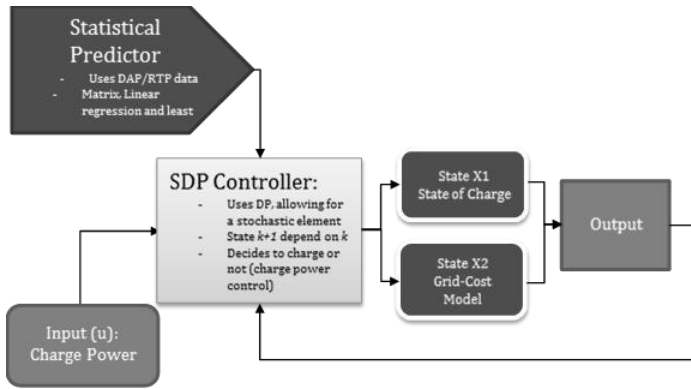 Statistical
Predictor
- Uses DAP/RTP data
- Matrix, Linear
regression and least
SDP Controller:
- Uses DP, allowing for
a stochastic element
- State k+1 depend on k
- Decides to charge or
not (charge power
control)
State X1
State of Charge
State X2
Grid-Cost
Model
Output
Input (u):
Charge Power